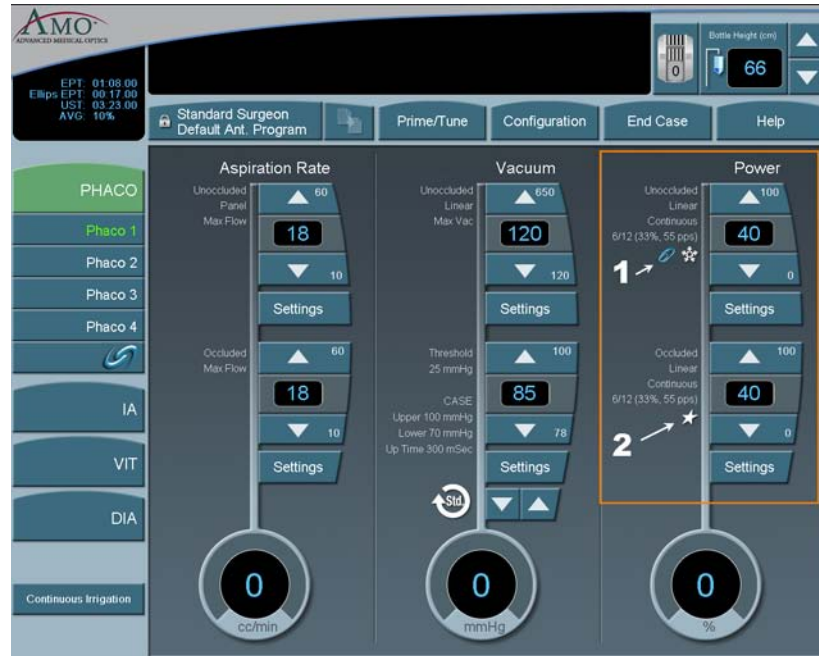 AMO
ADVANCED MEDICAL OPTICS
0
Bottle Height (cm)
66
EPT: 01:08.00
Ellips EPT: 00:17.00
UST: 03:23.00
AVG: 10%
Standard Surgeon
Default Ant. Program
Prime/Tune
Configuration
End Case
Help
PHACO
Phaco 1
Phaco 2
Phaco 3
Phaco 4
IA
VIT
DIA
Continuous Irrigation
Aspiration Rate
Unoccluded
Panel
Max Flow
60
18
10
Settings
Occluded
Max Flow
60
18
10
Settings
0
cc/min
Vacuum
Unoccluded
Linear
Max Vac
650
120
120
Settings
Threshold
25 mmHg
CASE
Upper 100 mmHg
Lower 70 mmHg
Up Time 300 mSec
100
85
78
Settings
Std.
0
mmHg
Power
Unoccluded
Linear
Continuous
6/12 (33%, 55 pps)
100
40
0
1
Settings
Occluded
Linear
Continuous
6/12 (33%, 55 pps)
100
40
0
2
Settings
0
%